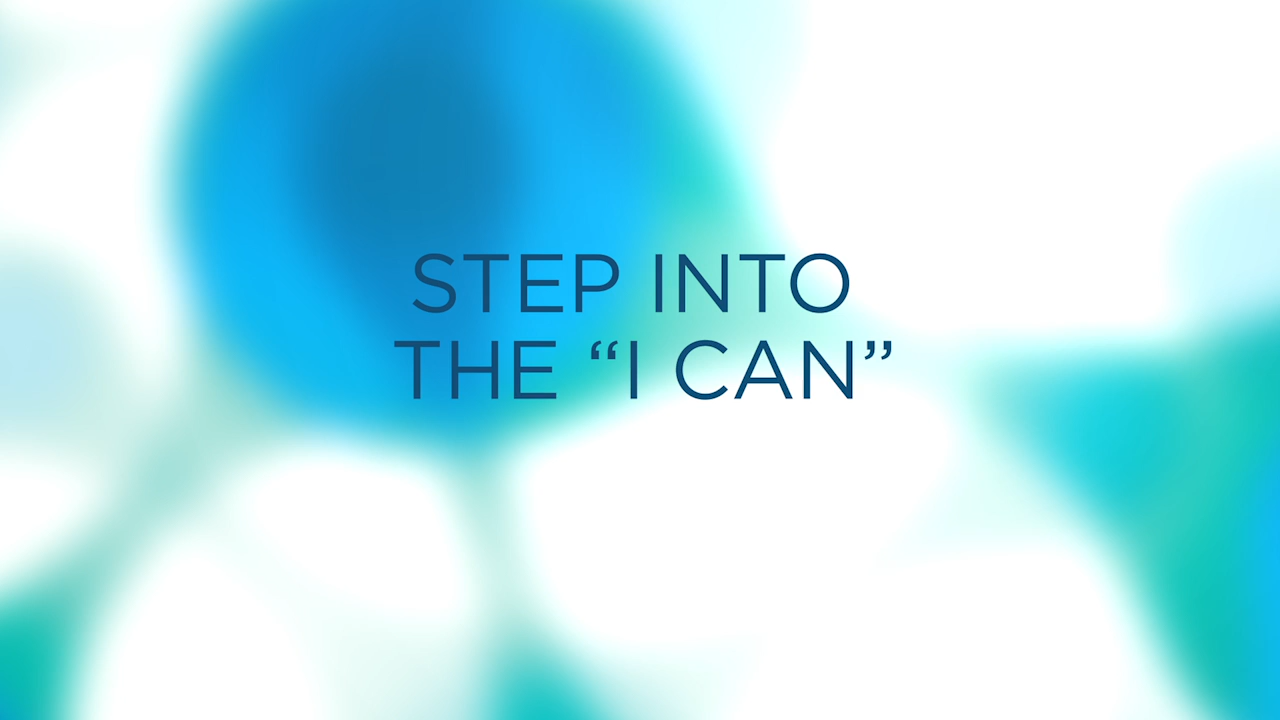 STEP INTO
THE “I CAN”